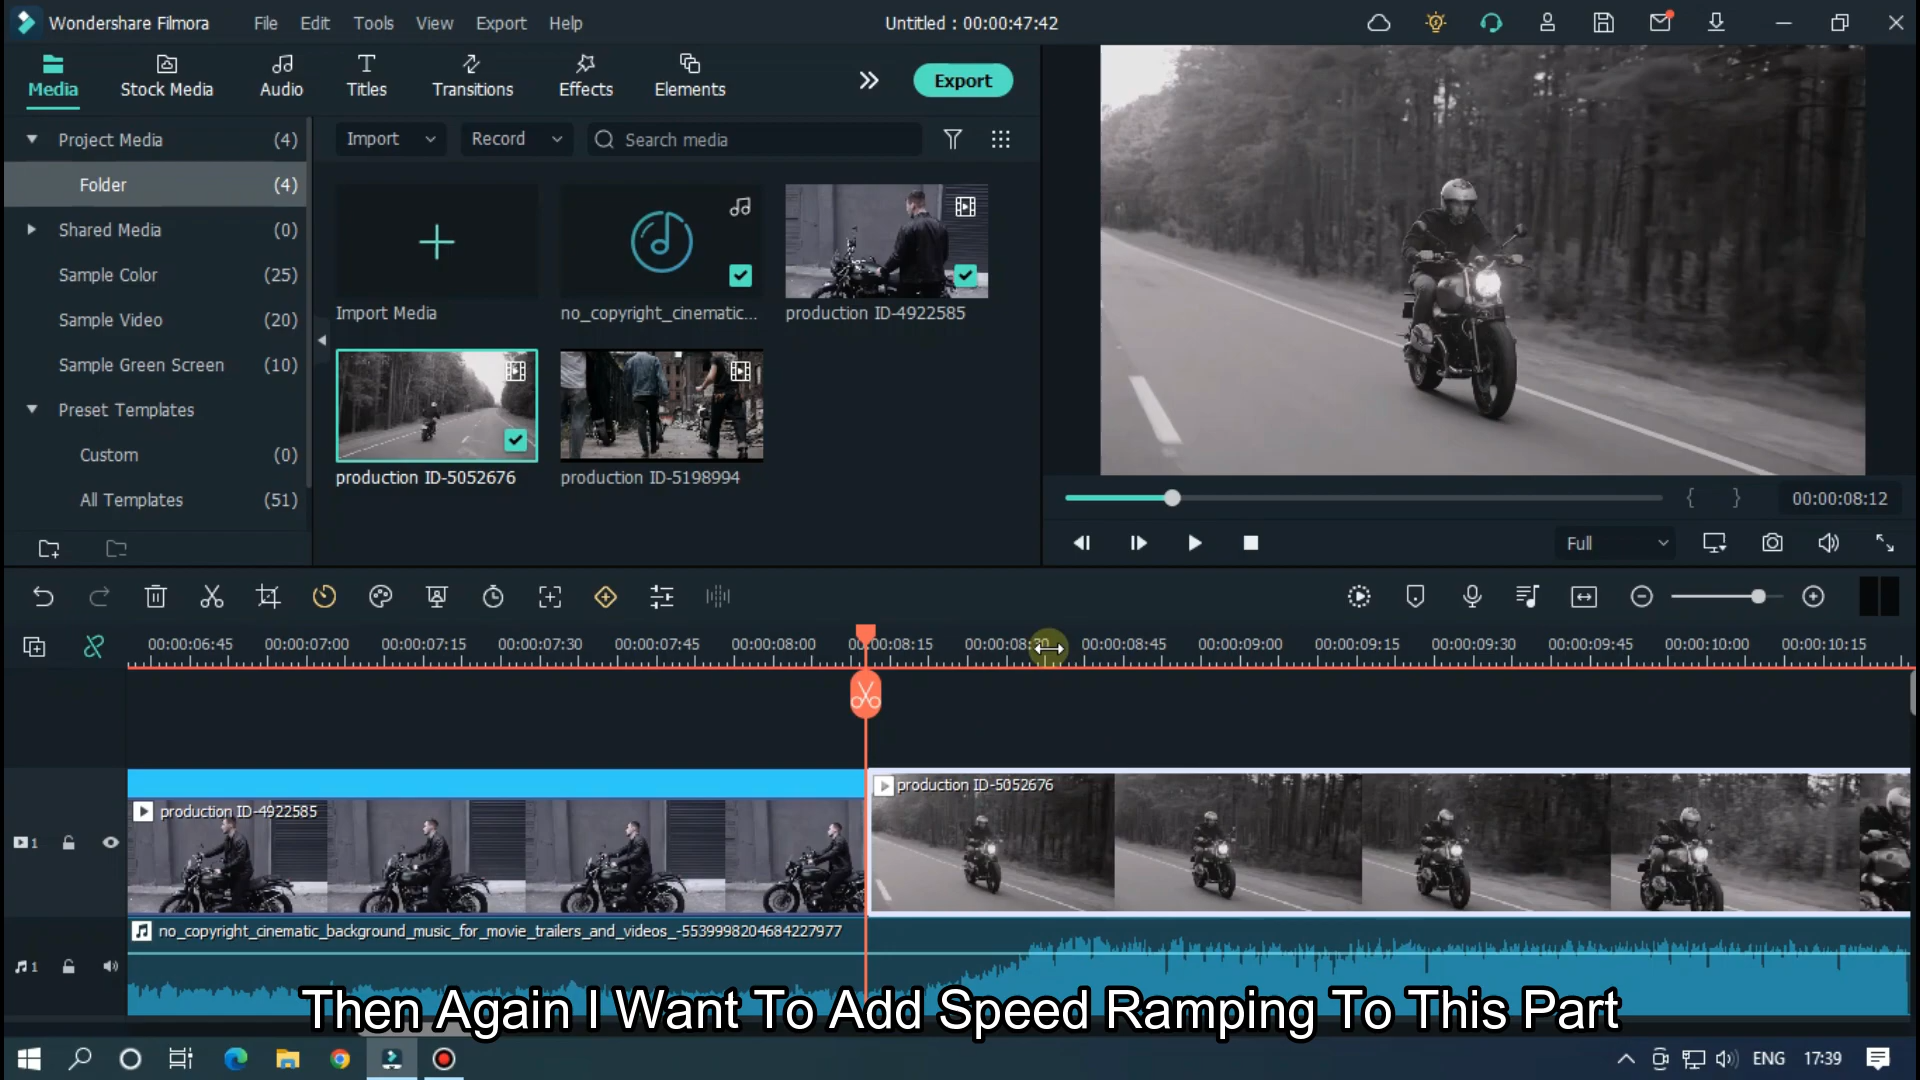 Wondershare Filmora
File Edit Tools View Export Help
Untitled : 00:00:47:42
Media
Stock Media
Audio
Titles
Transitions
Effects
Elements
Export
Project Media (4)
Folder (4)
Shared Media (0)
Sample Color (25)
Sample Video (20)
Sample Green Screen (10)
Preset Templates
Custom (0)
All Templates (51)
Import
Record
Search media
Import Media
no_copyright_cinematic...
production ID-4922585
production ID-5052676
production ID-5198994
{ }
00:00:08:12
Full
00:00:06:45 00:00:07:00 00:00:07:15 00:00:07:30 00:00:07:45 00:00:08:00 00:00:08:15 00:00:08:30 00:00:08:45 00:00:09:00 00:00:09:15 00:00:09:30 00:00:09:45 00:00:10:00 00:00:10:15
production ID-4922585
production ID-5052676
1
no_copyright_cinematic_background_music_for_movie_trailers_and_videos_-5539998204684227977
1
Then Again I Want To Add Speed Ramping To This Part
ENG 17:39